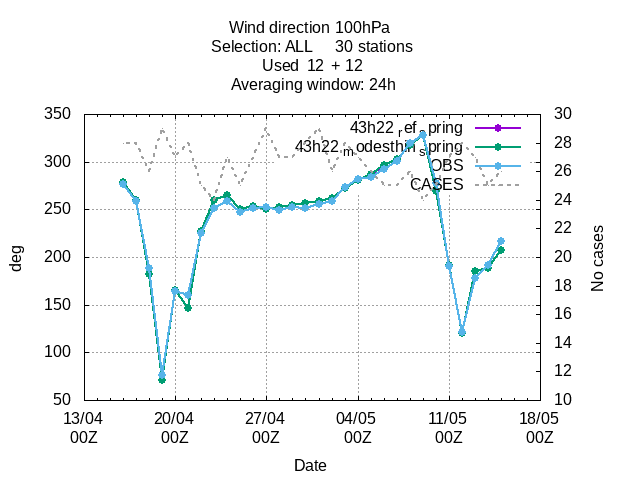 Wind direction 100hPa
Selection: ALL 30 stations
Used 12 + 12
Averaging window: 24h
350 30
43h22_ref_spring
43h22_modesthin_spring
OBS
CASES
300 28
250 26
200 24
150 22
100 20
50 18
16
14
12
10
deg
No cases
13/04 20/04 27/04 04/05 11/05 18/05
00Z 00Z 00Z 00Z 00Z 00Z
Date